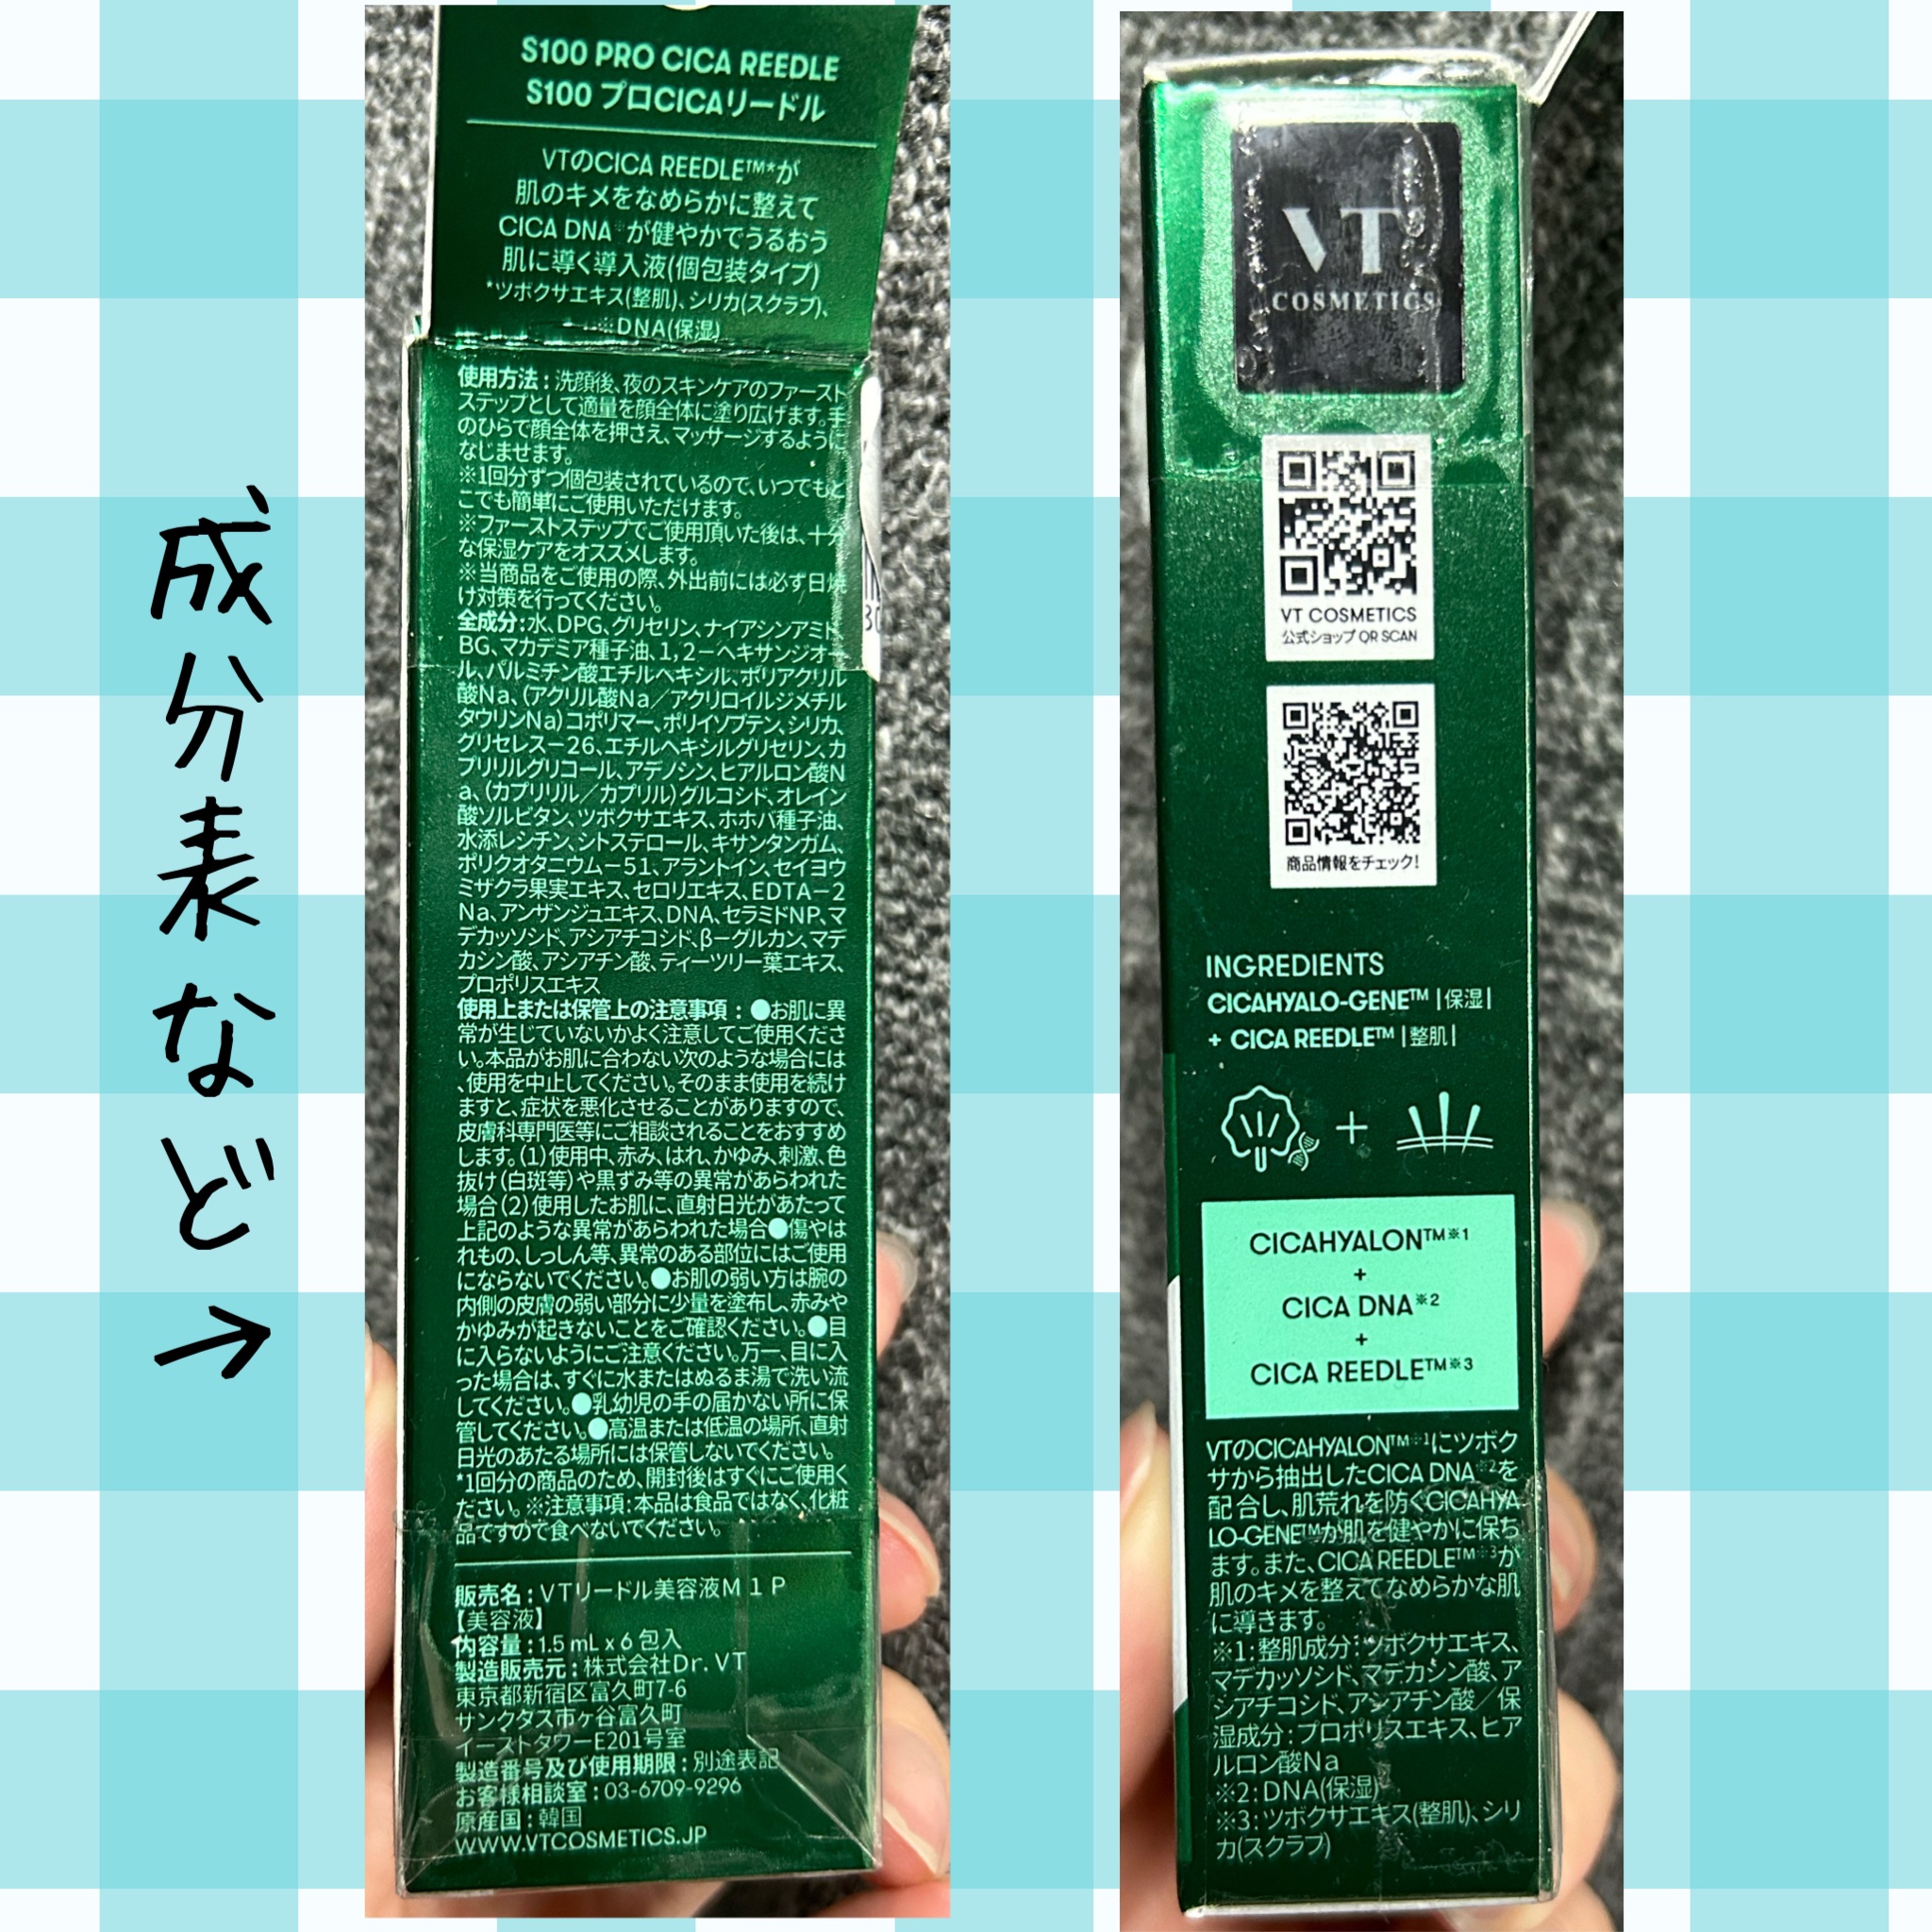 成分表など→
S100 PRO CICA REEDLE
S100 プロCICAリードル
VTのCICA REEDLE™*が
肌のキメをなめらかに整えて
CICA DNA※が健やかでうるおう
肌に導く導入液(個包装タイプ)
*ツボクサエキス(整肌)、シリカ(スクラブ)、
※DNA(保湿)
使用方法：洗顔後、夜のスキンケアのファースト
ステップとして適量を顔全体に塗り広げます。手
のひらで顔全体を押さえ、マッサージするように
なじませます。
※1回分ずつ個包装されているので、いつでもど
こでも簡単にご使用いただけます。
※ファーストステップでご使用頂いた後は、十分
な保湿ケアをオススメします。
※当商品をご使用の際、外出前には必ず日焼
け対策を行ってください。
全成分：水、DPG、グリセリン、ナイアシンアミド、
BG、マカデミア種子油、1,2－ヘキサンジオー
ル、パルミチン酸エチルヘキシル、ポリアクリル
酸Na、(アクリル酸Na／アクリロイルジメチル
タウリンNa)コポリマー、ポリイソブテン、シリカ、
グリセレス－26、エチルヘキシルグリセリン、カ
プリリルグリコール、アデノシン、ヒアルロン酸N
a、(カプリリル／カプリル)グルコシド、オレイン
酸ソルビタン、ツボクサエキス、ホホバ種子油、
水添レシチン、シトステロール、キサンタンガム、
ポリクオタニウム－51、アラントイン、セイヨウ
ミザクラ果実エキス、セロリエキス、EDTA－2
Na、アンザンジュエキス、DNA、セラミドNP、マ
デカッソシド、アシアチコシド、β－グルカン、マデ
カシン酸、アシアチン酸、ティーツリー葉エキス、
プロポリスエキス
使用上または保管上の注意事項：●お肌に異
常が生じていないかよく注意してご使用くださ
い。本品がお肌に合わない次のような場合には
、使用を中止してください。そのまま使用を続け
ますと、症状を悪化させることがありますので、
皮膚科専門医等にご相談されることをおすすめ
します。(1)使用中、赤み、はれ、かゆみ、刺激、色
抜け(白斑等)や黒ずみ等の異常があらわれた
場合(2)使用したお肌に、直射日光があたって
上記のような異常があらわれた場合●傷やは
れもの、しっしん等、異常のある部位にはご使用
にならないでください。●お肌の弱い方は腕の
内側の皮膚の弱い部分に少量を塗布し、赤みや
かゆみが起きないことをご確認ください。●目
に入らないようにご注意ください。万一、目に入
った場合は、すぐに水またはぬるま湯で洗い流
してください。●乳幼児の手の届かない所に保
管してください。●高温または低温の場所、直射
日光のあたる場所には保管しないでください。
*1回分の商品のため、開封後はすぐにご使用く
ださい。※注意事項：本品は食品ではなく、化粧
品ですので食べないでください。
販売名：VTリードル美容液M１P
【美容液】
内容量：1.5 mL x 6 包入
製造販売元：株式会社Dr. VT
東京都新宿区富久町7-6
サンクタス市ヶ谷富久町
イーストタワーE201号室
製造番号及び使用期限：別途表記
お客様相談室：03-6709-9296
原産国：韓国
WWW.VTCOSMETICS.JP
VT
COSMETICS
VT COSMETICS
公式ショップ QR SCAN
商品情報をチェック！
INGREDIENTS
CICAHYALO-GENE™ |保湿|
+ CICA REEDLE™ |整肌|
CICAHYALON™※1
+
CICA DNA※2
+
CICA REEDLE™※3
VTのCICAHYALON™※1にツボク
サから抽出したCICA DNA※2を
配合し、肌荒れを防ぐCICAHYA
LO-GENE™が肌を健やかに保ち
ます。また、CICA REEDLE™※3が
肌のキメを整えてなめらかな肌
に導きます。
※1：整肌成分：ツボクサエキス、
マデカッソシド、マデカシン酸、ア
シアチコシド、アシアチン酸／保
湿成分：プロポリスエキス、ヒア
ルロン酸Na
※2：DNA(保湿)
※3：ツボクサエキス(整肌)、シリ
カ(スクラブ)